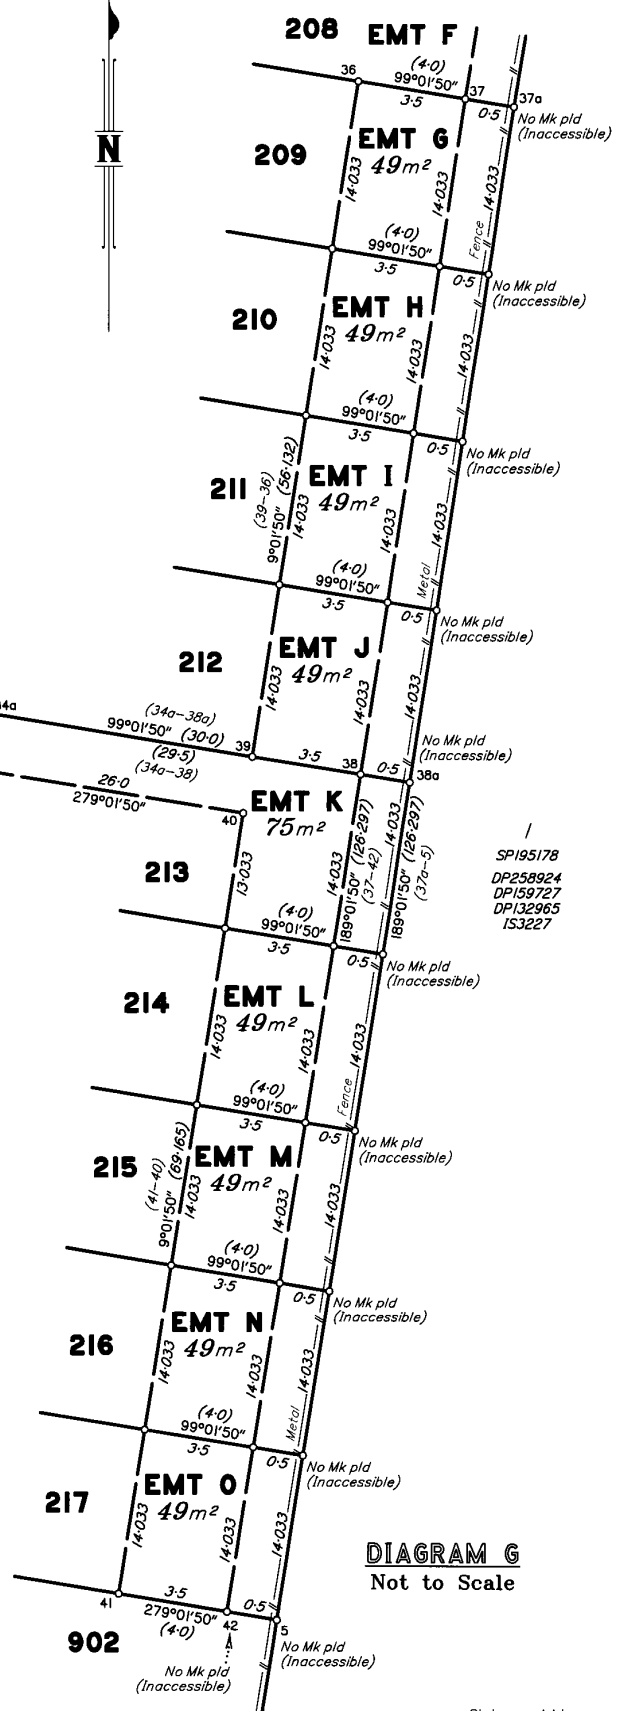 208 EMT F
(4·0)
36 99°01'50" 37
3·5 0·5 37a
No Mk pld
(Inaccessible)
N
EMT G
209 49m²
14·033 14·033 14·033
Fence
(4·0)
99°01'50"
3·5 0·5
No Mk pld
(Inaccessible)
EMT H
210 49m²
14·033 14·033 14·033
(4·0)
99°01'50"
3·5 0·5
No Mk pld
(Inaccessible)
EMT I
211 49m²
(39-36)
9°01'50" (56·132)
14·033 14·033 14·033
Metal
(4·0)
99°01'50"
3·5 0·5
No Mk pld
(Inaccessible)
EMT J
212 49m²
14·033 14·033 14·033
34a
(34a-38a)
99°01'50" (30·0)
(29·5)
(34a-38)
39 3·5 38 0·5 38a
No Mk pld
(Inaccessible)
26·0
279°01'50"
40
EMT K
75m²
213
13·033 14·033
189°01'50" (126·297)
(37-42)
14·033
189°01'50" (126·297)
(37a-5)
1
SP195178
DP258924
DP159727
DP132965
IS3227
(4·0)
99°01'50"
3·5 0·5
No Mk pld
(Inaccessible)
EMT L
214 49m²
14·033 14·033 14·033
Fence
(4·0)
99°01'50"
3·5 0·5
No Mk pld
(Inaccessible)
EMT M
215 49m²
(41-40)
9°01'50" (69·165)
14·033 14·033 14·033
(4·0)
99°01'50"
3·5 0·5
No Mk pld
(Inaccessible)
EMT N
216 49m²
14·033 14·033 14·033
Metal
(4·0)
99°01'50"
3·5 0·5
No Mk pld
(Inaccessible)
EMT O
217 49m²
14·033 14·033 14·033
DIAGRAM G
Not to Scale
41 3·5 0·5
279°01'50" 42 5
(4·0)
902
No Mk pld
(Inaccessible)
No Mk pld
(Inaccessible)